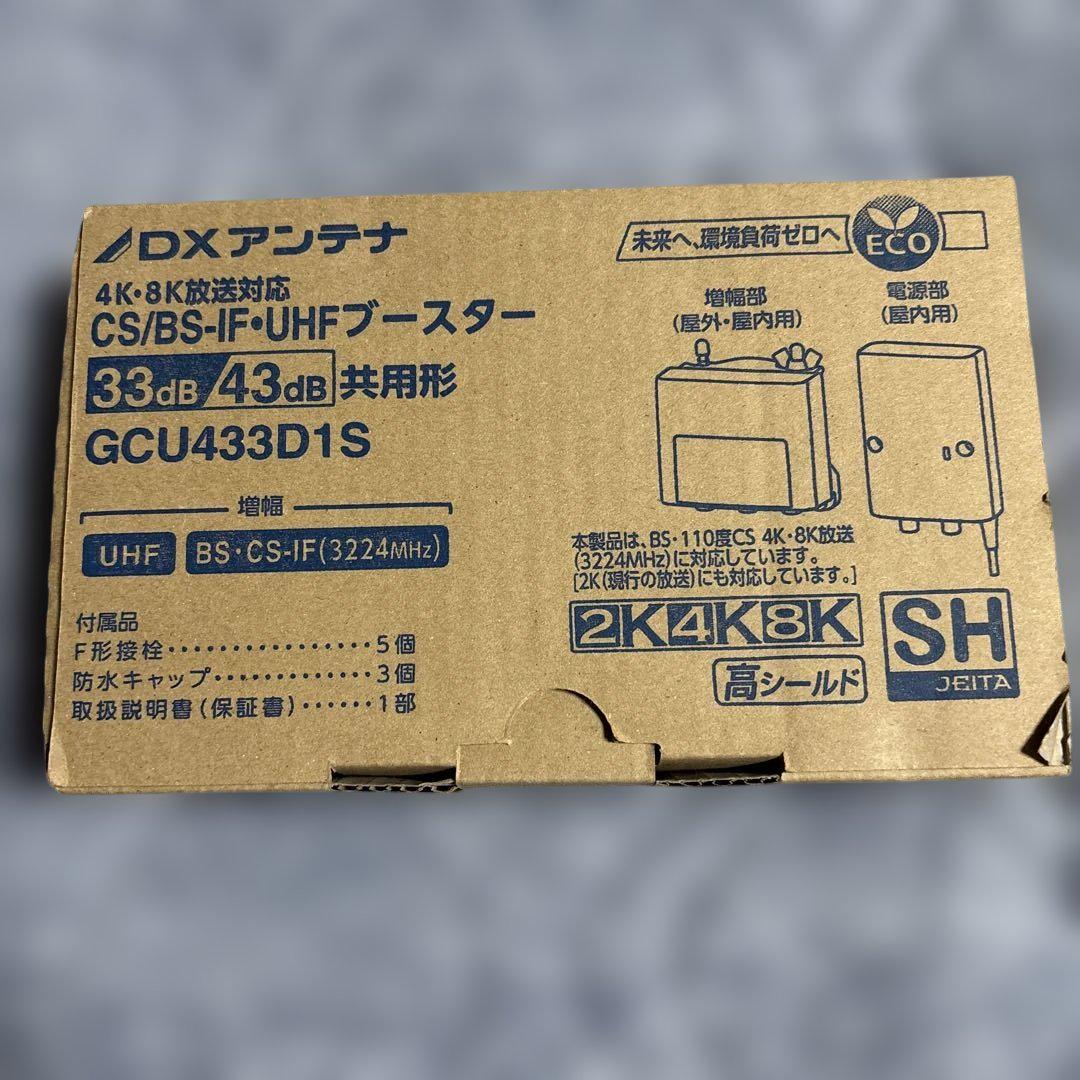 DXアンテナ
4K・8K放送対応
CS/BS-IF・UHFブースター
33dB/43dB 共用形
GCU433D1S
増幅
UHF BS・CS-IF(3224MHz)
付属品
F形接栓・・・・・・・・・・・・・・・・5個
防水キャップ・・・・・・・・・・・・・3個
取扱説明書(保証書)・・・・・・1部
未来へ、環境負荷ゼロへ ECO
増幅部
(屋外・屋内用)
電源部
(屋内用)
本製品は、BS・110度CS 4K・8K放送
(3224MHz)に対応しています。
[2K(現行の放送)にも対応しています。]
2K4K8K
高シールド
SH
JEITA